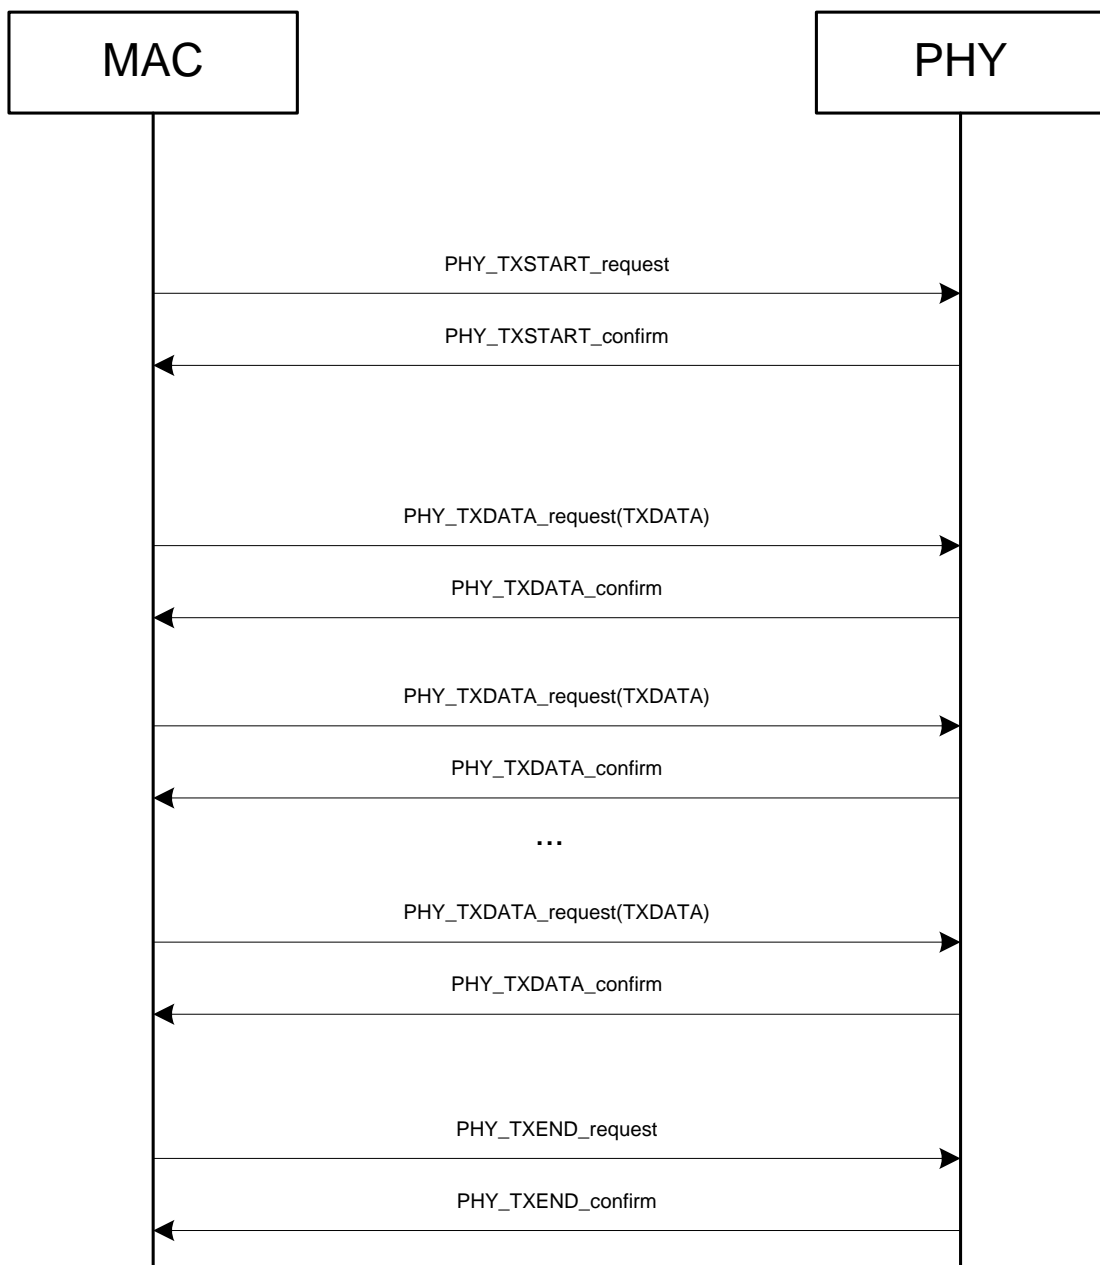 MAC
PHY
PHY_TXSTART_request
PHY_TXSTART_confirm
PHY_TXDATA_request(TXDATA)
PHY_TXDATA_confirm
PHY_TXDATA_request(TXDATA)
PHY_TXDATA_confirm
...
PHY_TXDATA_request(TXDATA)
PHY_TXDATA_confirm
PHY_TXEND_request
PHY_TXEND_confirm